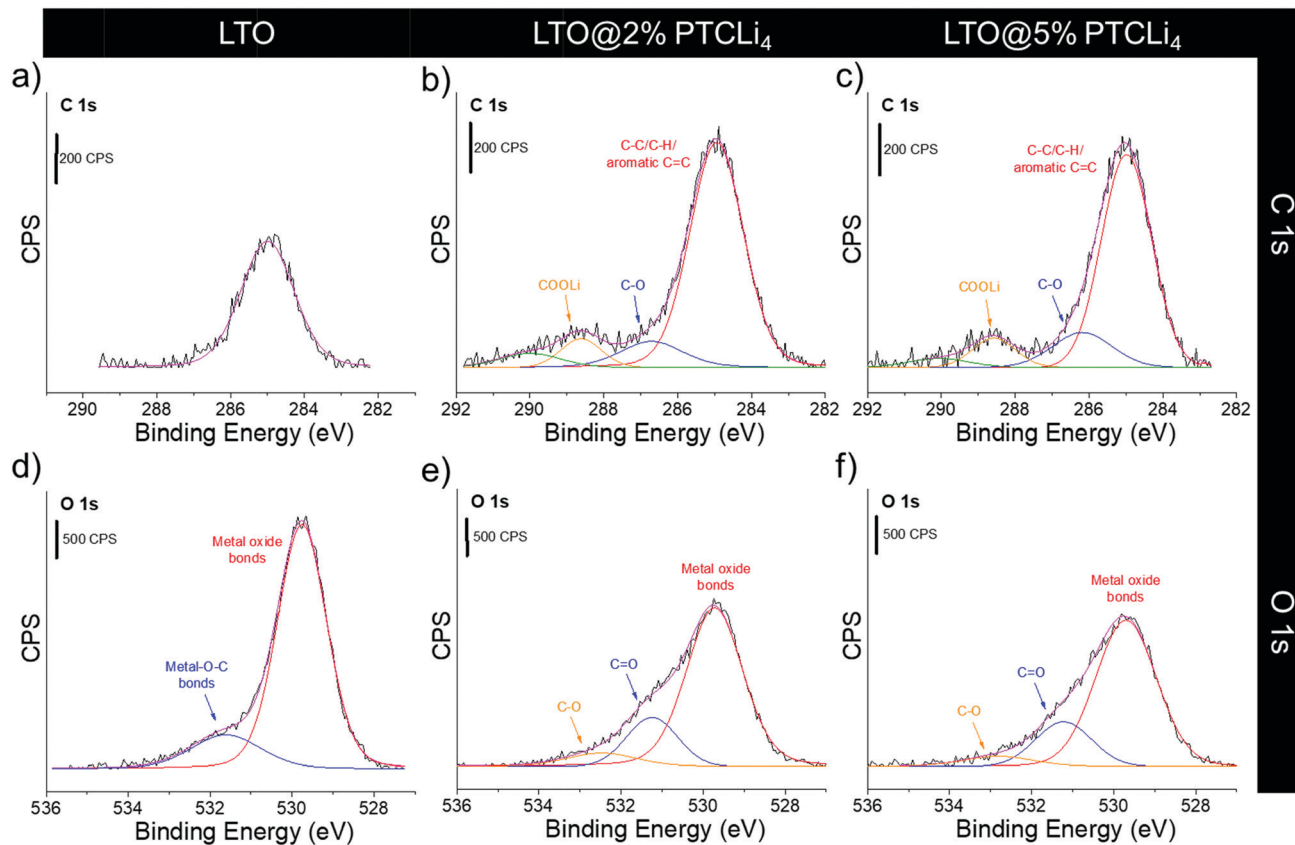 LTO
LTO@2% PTCLi₄
LTO@5% PTCLi₄
a)
C 1s
200 CPS
CPS
290 288 286 284 282
Binding Energy (eV)
b)
C 1s
200 CPS
C-C/C-H/
aromatic C=C
COOLi
C-O
CPS
292 290 288 286 284 282
Binding Energy (eV)
c)
C 1s
200 CPS
C-C/C-H/
aromatic C=C
COOLi
C-O
CPS
292 290 288 286 284 282
Binding Energy (eV)
C 1s
d)
O 1s
500 CPS
Metal oxide
bonds
Metal-O-C
bonds
CPS
536 534 532 530 528
Binding Energy (eV)
e)
O 1s
500 CPS
Metal oxide
bonds
C=O
C-O
CPS
536 534 532 530 528
Binding Energy (eV)
f)
O 1s
500 CPS
Metal oxide
bonds
C=O
C-O
CPS
536 534 532 530 528
Binding Energy (eV)
O 1s